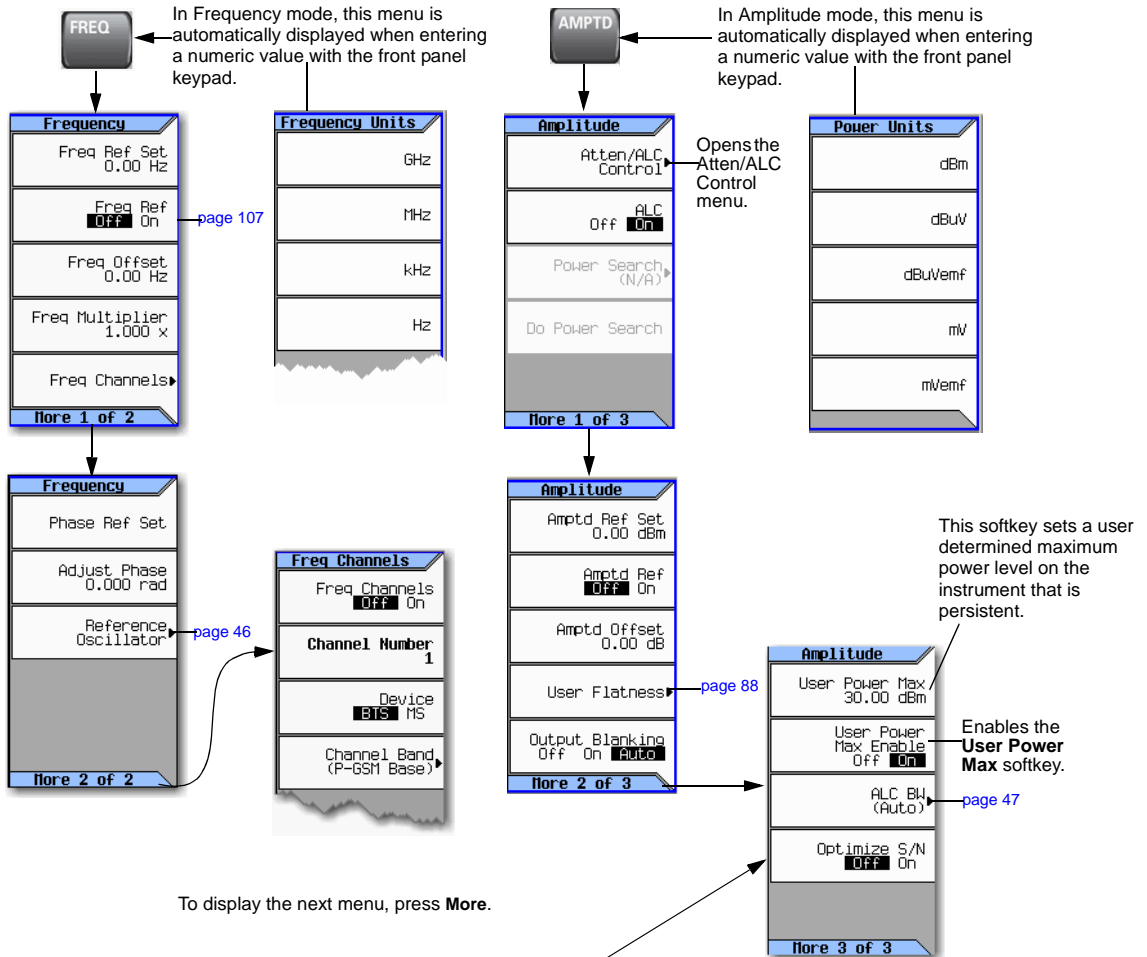 FREQ
In Frequency mode, this menu is
automatically displayed when entering
a numeric value with the front panel
keypad.
AMPTD
In Amplitude mode, this menu is
automatically displayed when entering
a numeric value with the front panel
keypad.
Frequency
Freq Ref Set
0.00 Hz
Freq Ref
Off On
page 107
Freq Offset
0.00 Hz
Freq Multiplier
1.000 x
Freq Channels
More 1 of 2
Frequency Units
GHz
MHz
kHz
Hz
Amplitude
Atten/ALC
Control
Opens the
Atten/ALC
Control
menu.
ALC
Off On
Power Search
(N/A)
Do Power Search
More 1 of 3
Power Units
dBm
dBuV
dBuVemf
mV
mVemf
Frequency
Phase Ref Set
Adjust Phase
0.000 rad
Reference
Oscillator
page 46
More 2 of 2
Freq Channels
Freq Channels
Off On
Channel Number
1
Device
BTS MS
Channel Band
(P-GSM Base)
Amplitude
Amptd Ref Set
0.00 dBm
Amptd Ref
Off On
Amptd Offset
0.00 dB
User Flatness
page 88
Output Blanking
Off On Auto
More 2 of 3
This softkey sets a user
determined maximum
power level on the
instrument that is
persistent.
Amplitude
User Power Max
30.00 dBm
User Power
Max Enable
Off On
Enables the
User Power
Max softkey.
ALC BW
(Auto)
page 47
Optimize S/N
Off On
More 3 of 3
To display the next menu, press More.